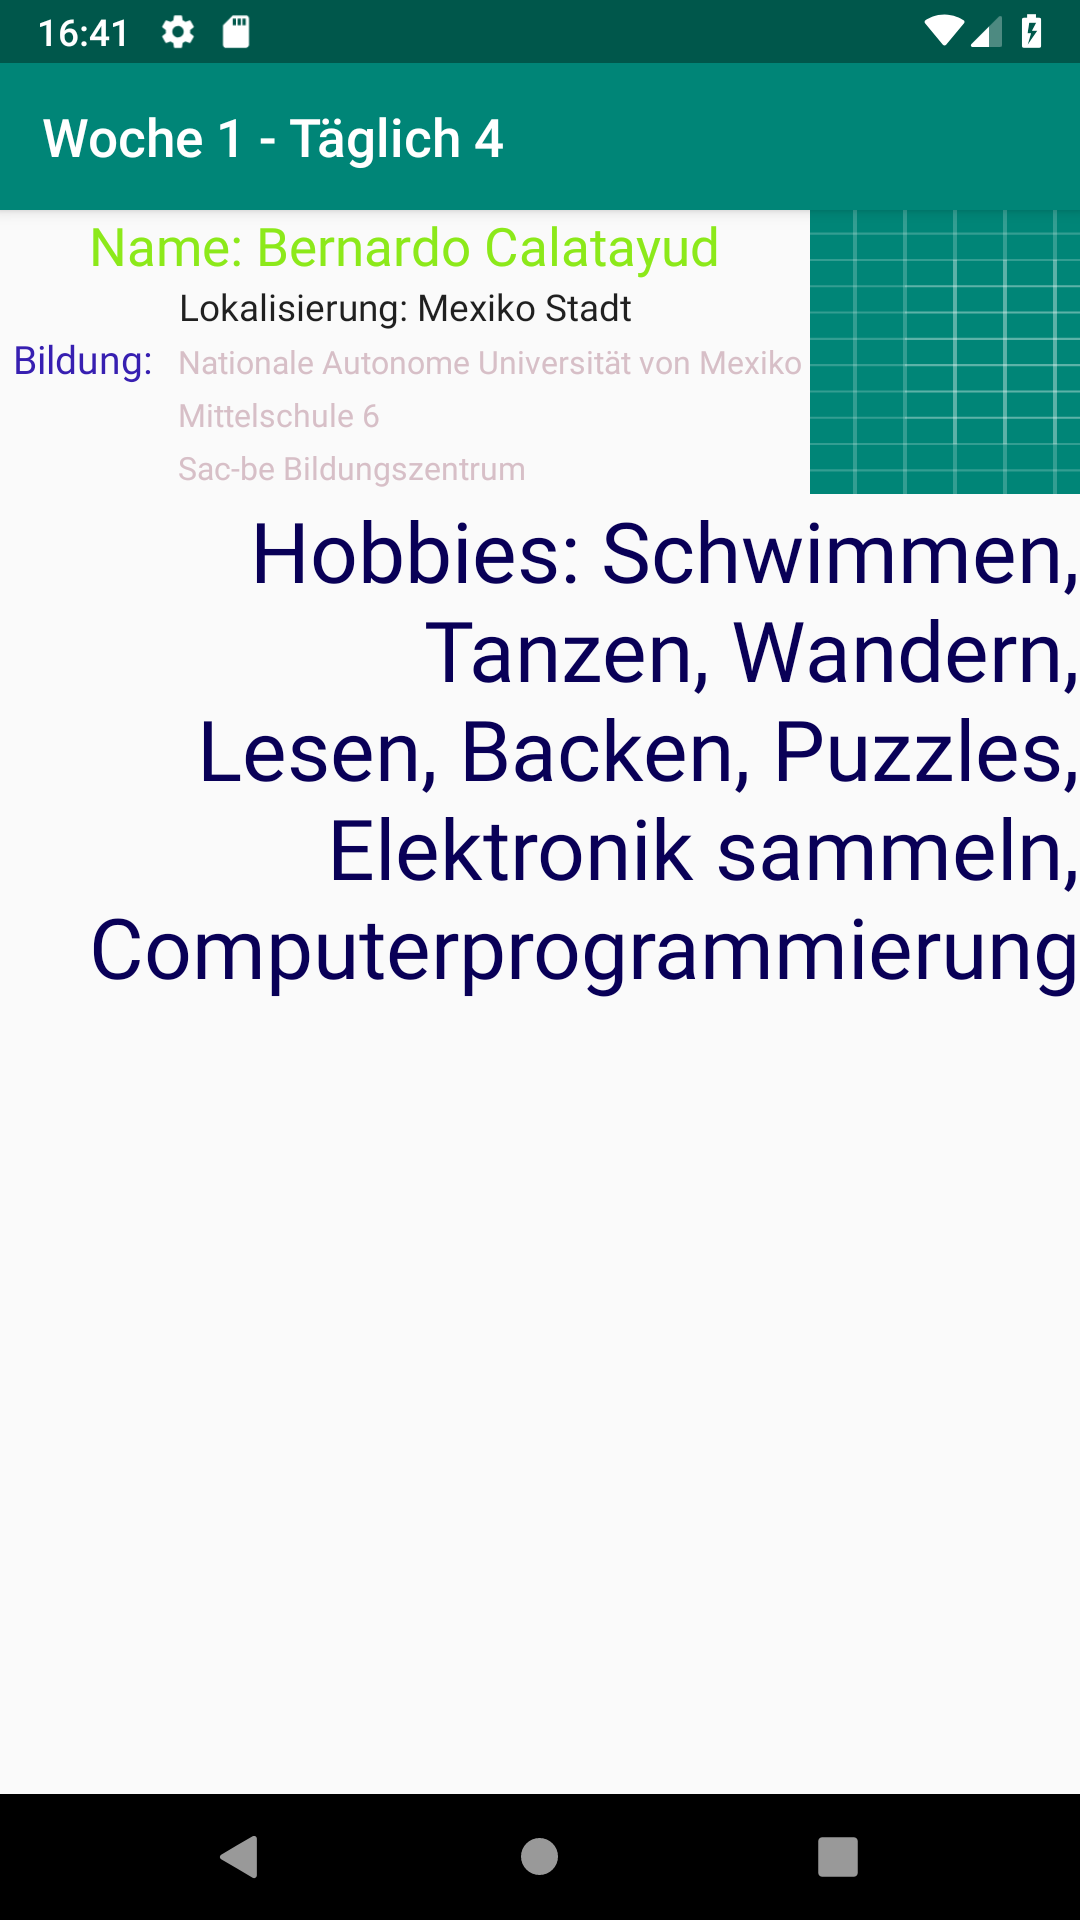 16:41
Woche 1 - Täglich 4
Name: Bernardo Calatayud
Lokalisierung: Mexiko Stadt
Bildung: Nationale Autonome Universität von Mexiko
Mittelschule 6
Sac-be Bildungszentrum
Hobbies: Schwimmen,
Tanzen, Wandern,
Lesen, Backen, Puzzles,
Elektronik sammeln,
Computerprogrammierung